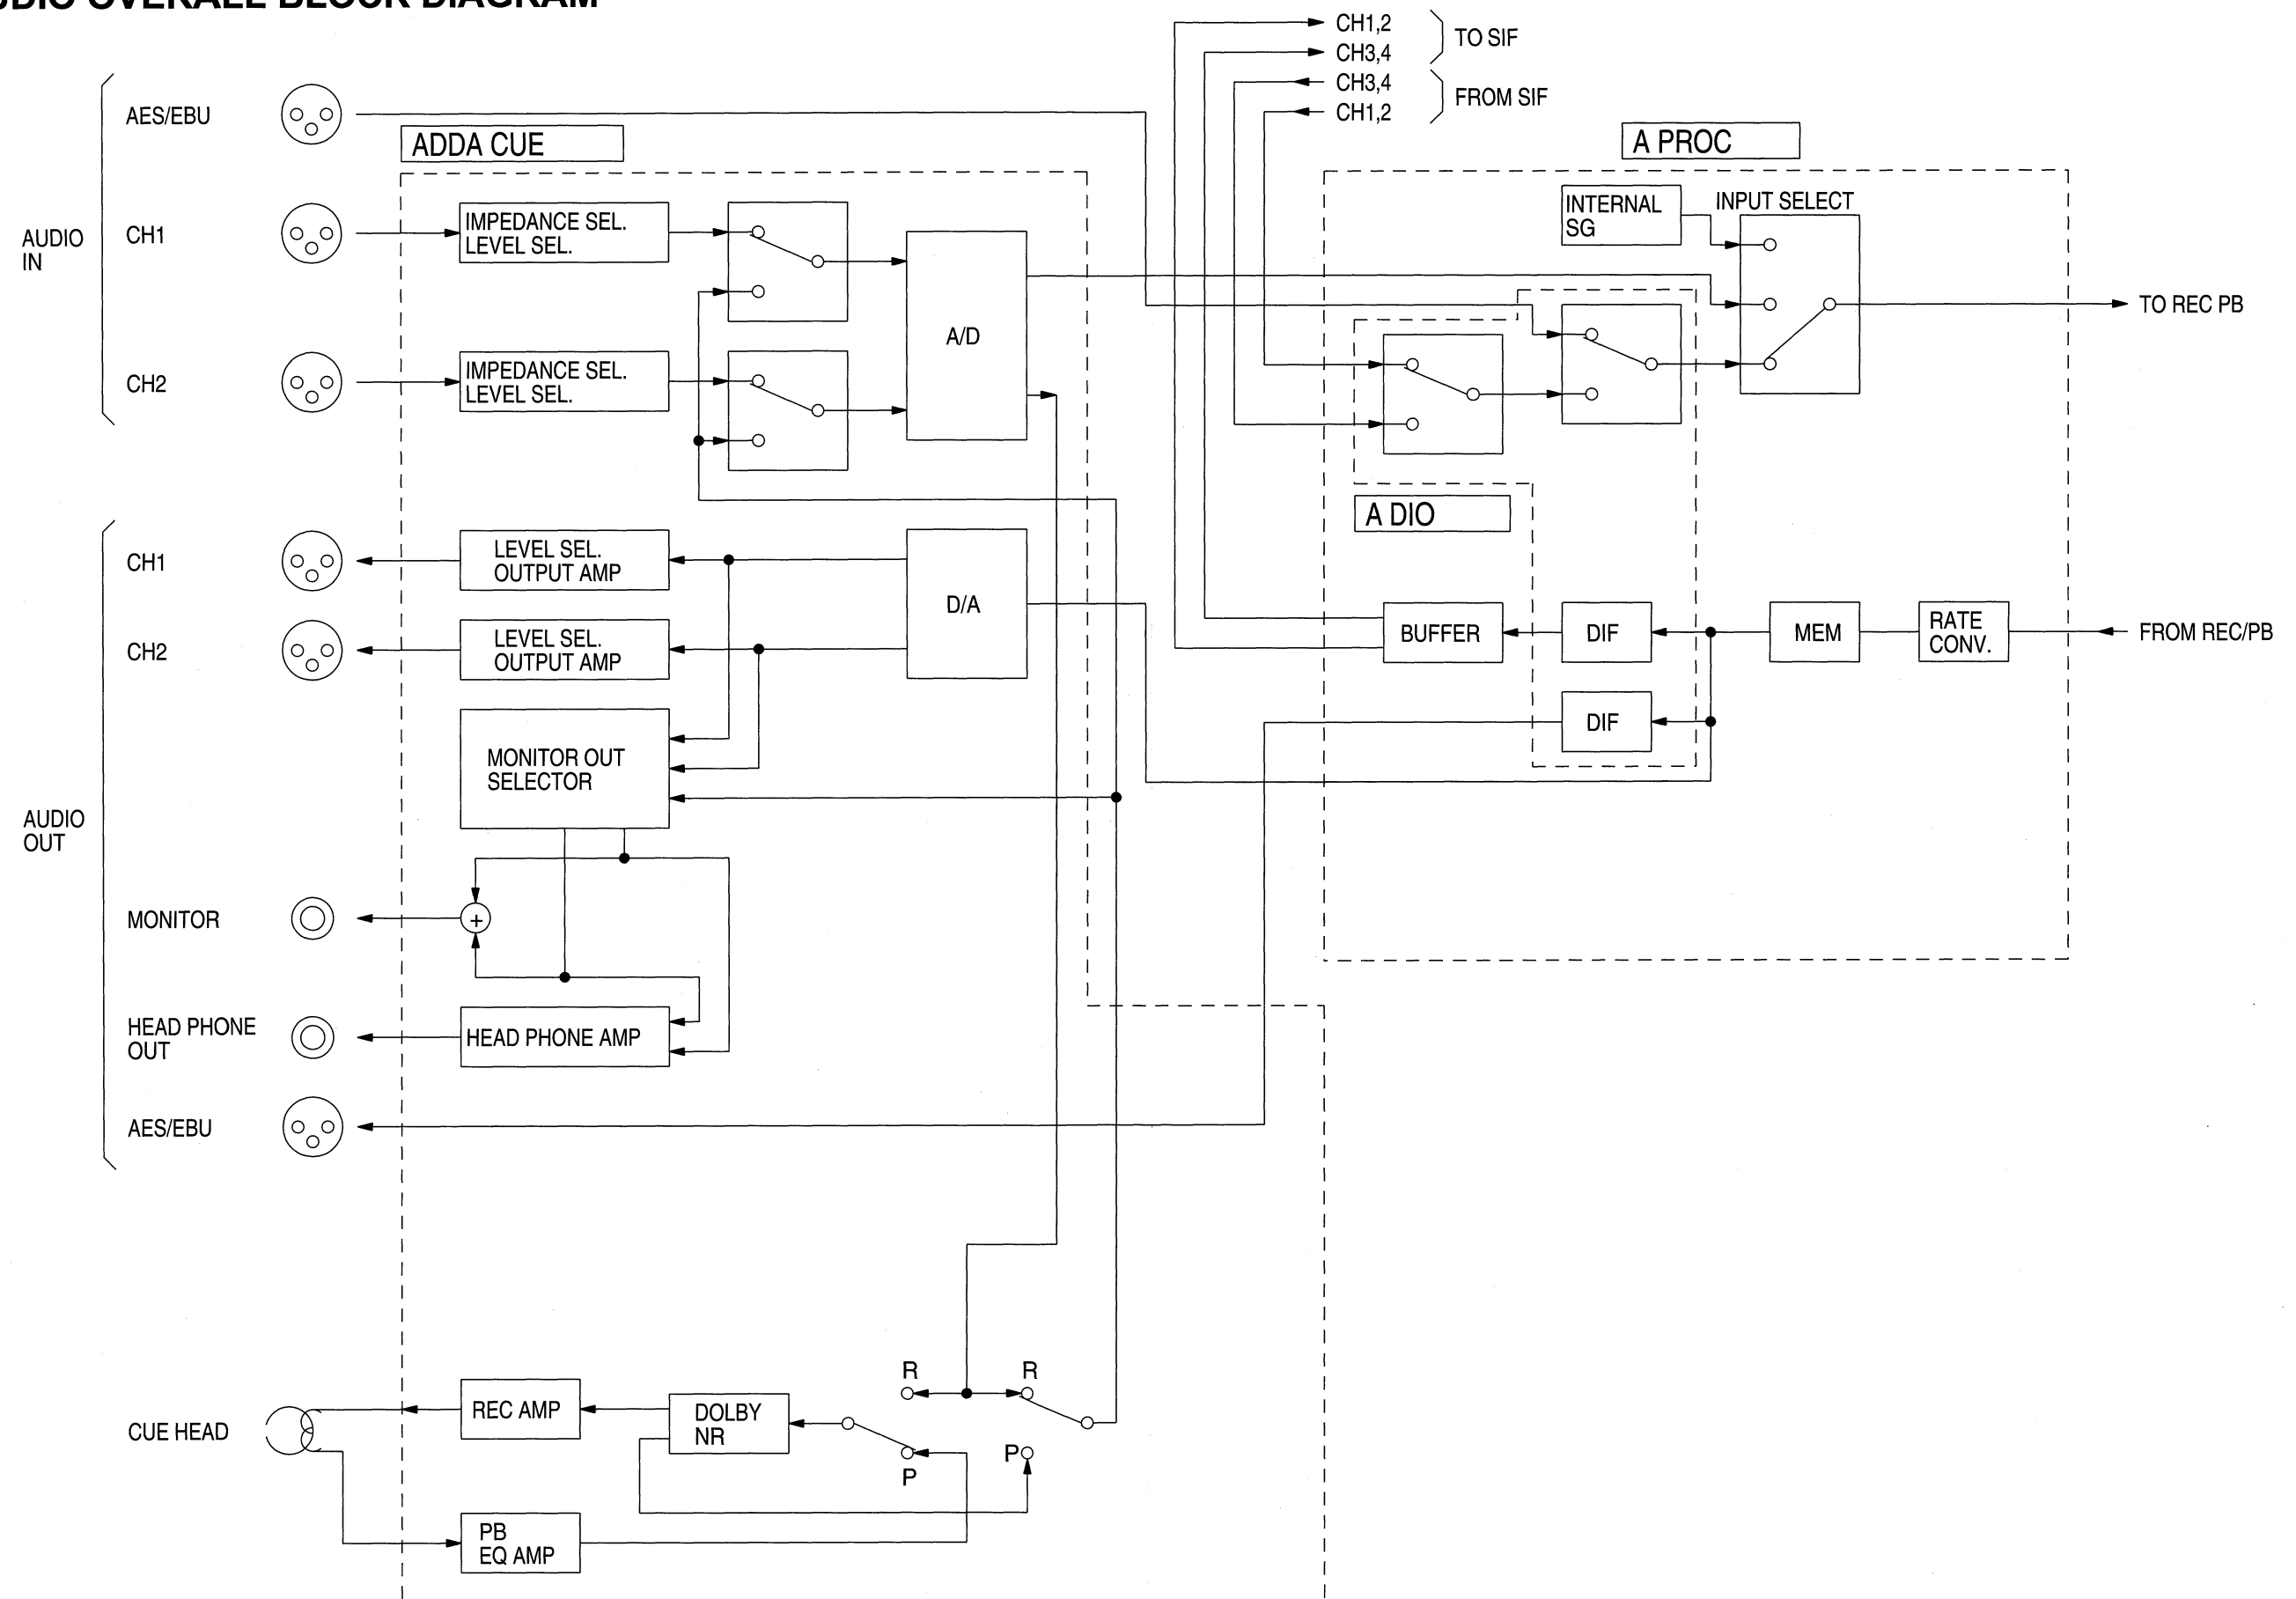 AUDIO OVERALL BLOCK DIAGRAM
CH1,2
CH3,4
TO SIF
CH3,4
CH1,2
FROM SIF
AES/EBU
ADDA CUE
A PROC
AUDIO
IN
CH1
IMPEDANCE SEL.
LEVEL SEL.
INTERNAL
SG
INPUT SELECT
A/D
TO REC PB
CH2
IMPEDANCE SEL.
LEVEL SEL.
A DIO
CH1
LEVEL SEL.
OUTPUT AMP
D/A
CH2
LEVEL SEL.
OUTPUT AMP
BUFFER
DIF
MEM
RATE
CONV.
FROM REC/PB
DIF
MONITOR OUT
SELECTOR
AUDIO
OUT
MONITOR
+
HEAD PHONE
OUT
HEAD PHONE AMP
AES/EBU
R
R
CUE HEAD
REC AMP
DOLBY
NR
P
P
PB
EQ AMP